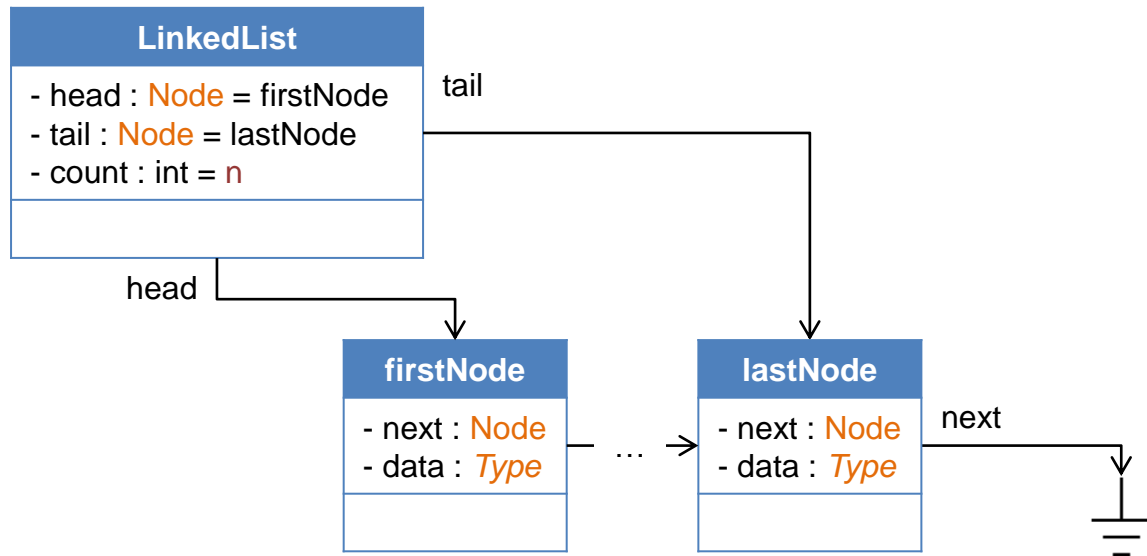 LinkedList
- head : Node = firstNode
- tail : Node = lastNode
- count : int = n
tail
head
firstNode
- next : Node
- data : Type
...
lastNode
- next : Node
- data : Type
next